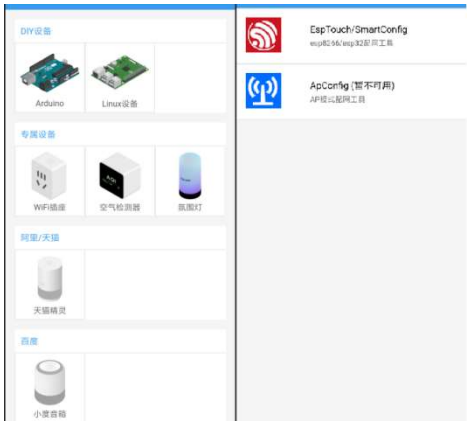 DIY设备
Arduino
Linux设备
专属设备
WiFi插座
空气检测器
氛围灯
阿里/天猫
天猫精灵
百度
小度音箱
EspTouch/SmartConfig
esp8266/esp32配网工具
ApConfig (暂不可用)
AP模式配网工具